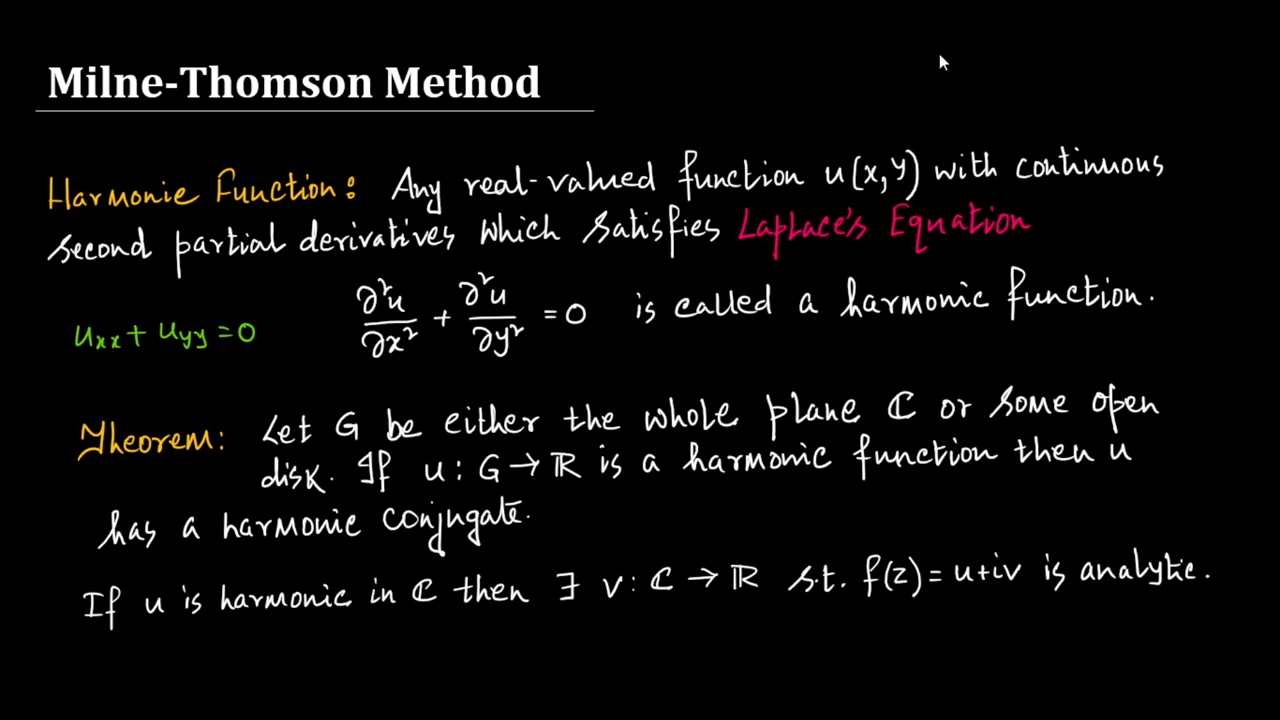 Milne-Thomson Method
Harmonic Function: Any real-valued function u(x,y) with continuous
second partial derivatives which satisfies Laplace's Equation
u_xx + u_yy = 0 ∂²u/∂x² + ∂²u/∂y² = 0 is called a harmonic function.
Theorem: Let G be either the whole plane ℂ or some open
disk. If u: G → ℝ is a harmonic function then u
has a harmonic conjugate.
If u is harmonic in ℂ then ∃ v: ℂ → ℝ s.t. f(z) = u+iv is analytic.